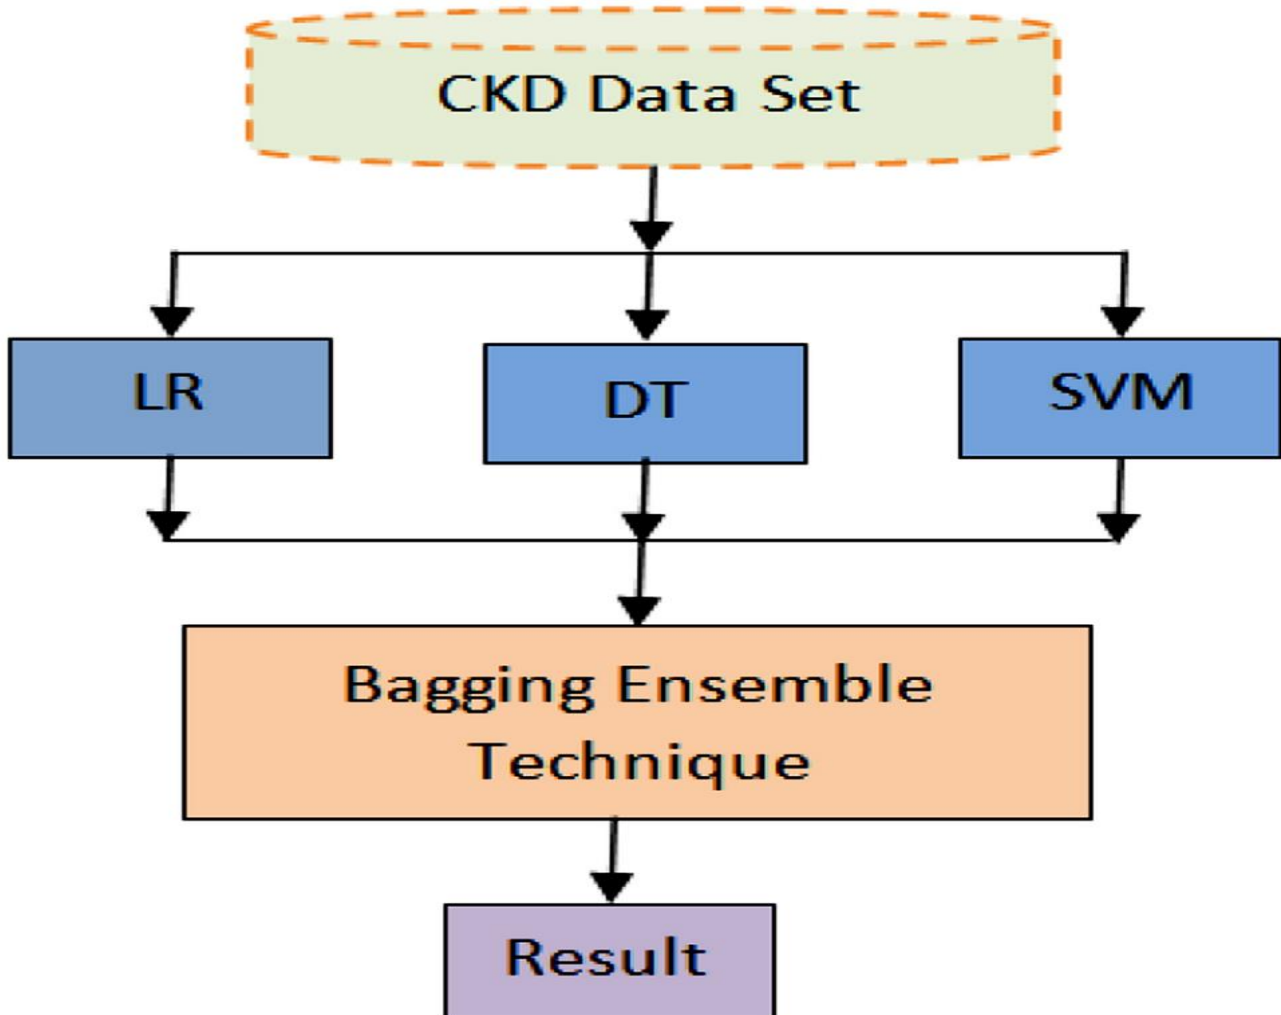 CKD Data Set
LR
DT
SVM
Bagging Ensemble
Technique
Result